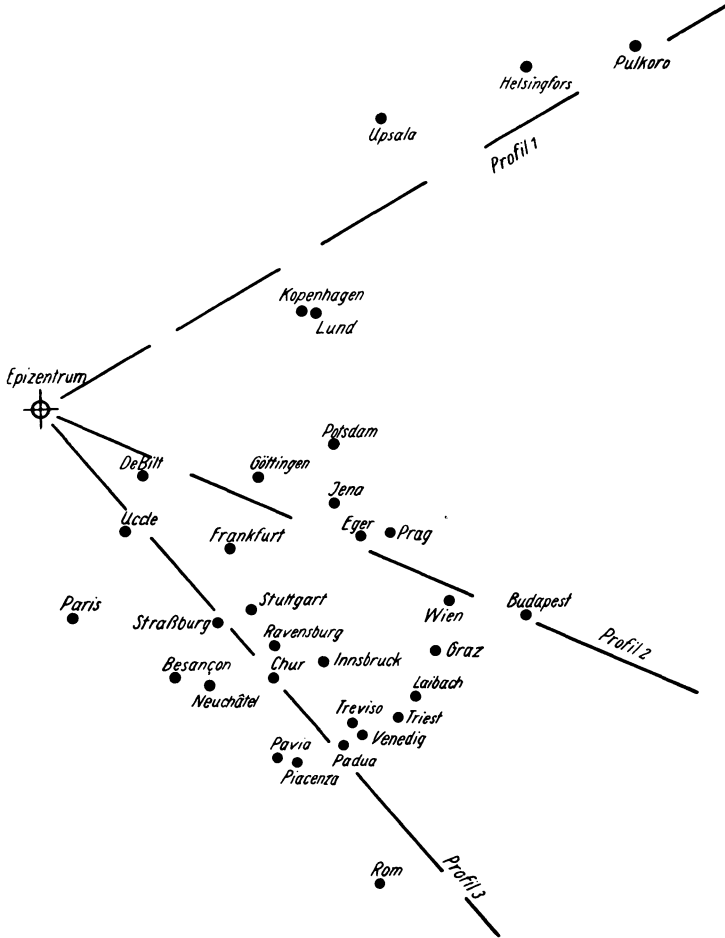 Pulkoro
Helsingfors
Upsala
Profil 1
Kopenhagen
Lund
Epizentrum
Potsdam
DeBilt
Göttingen
Jena
Uccle
Eger
Prag
Frankfurt
Paris
Stuttgart
Straßburg
Wien
Budapest
Ravensburg
Profil 2
Besançon
Chur
Innsbruck
Graz
Neuchâtel
Laibach
Treviso
Triest
Venedig
Pavia
Padua
Piacenza
Rom
Profil 3